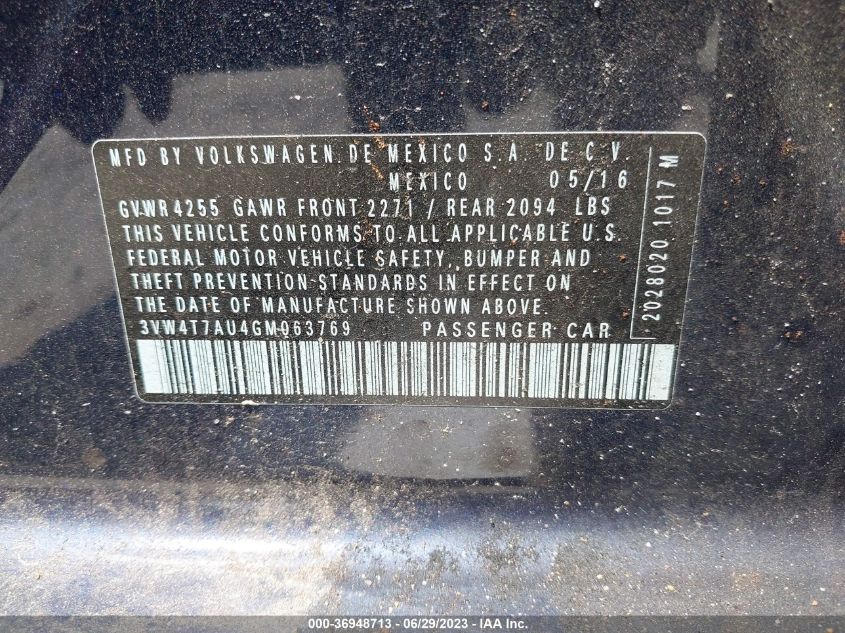 MFD BY VOLKSWAGEN DE MEXICO S.A. DE C.V.
MEXICO 05/16
GVWR 4255 GAWR FRONT 2271 / REAR 2094 LBS
THIS VEHICLE CONFORMS TO ALL APPLICABLE U.S.
FEDERAL MOTOR VEHICLE SAFETY, BUMPER AND
THEFT PREVENTION STANDARDS IN EFFECT ON
THE DATE OF MANUFACTURE SHOWN ABOVE.
3VW4T7AU4GM063769 PASSENGER CAR
2028020 1017 M
000-36948713 - 06/29/2023 - IAAI.com